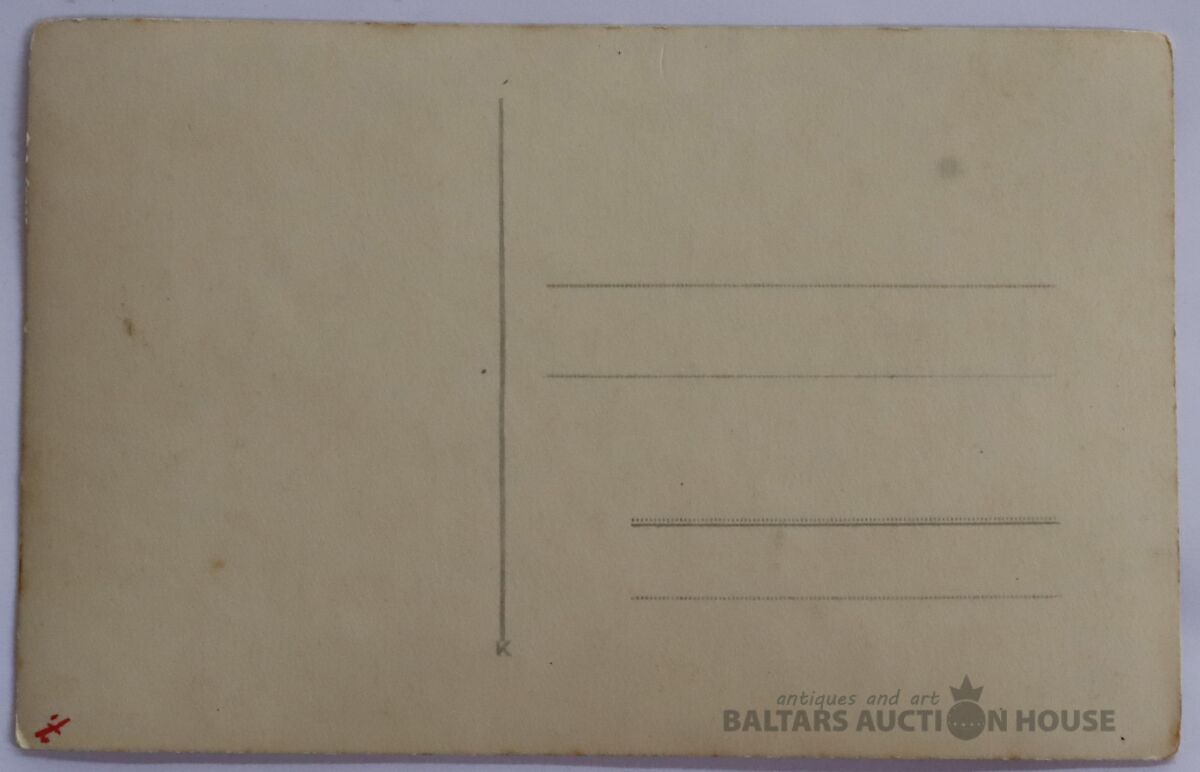 K
antiques and art
BALTARS AUCTION HOUSE